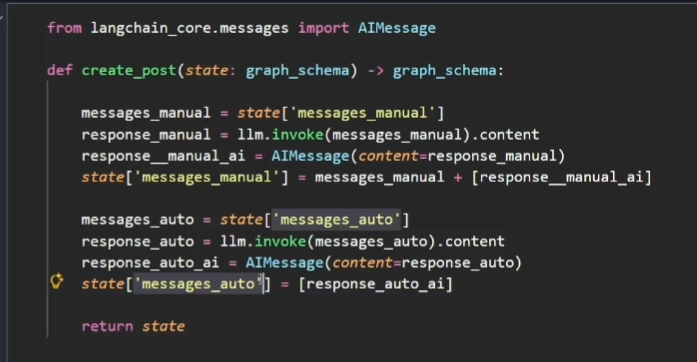 from langchain_core.messages import AIMessage
def create_post(state: graph_schema) -> graph_schema:
messages_manual = state['messages_manual']
response_manual = llm.invoke(messages_manual).content
response__manual_ai = AIMessage(content=response_manual)
state['messages_manual'] = messages_manual + [response__manual_ai]
messages_auto = state['messages_auto']
response_auto = llm.invoke(messages_auto).content
response_auto_ai = AIMessage(content=response_auto)
state['messages_auto'] = [response_auto_ai]
return state